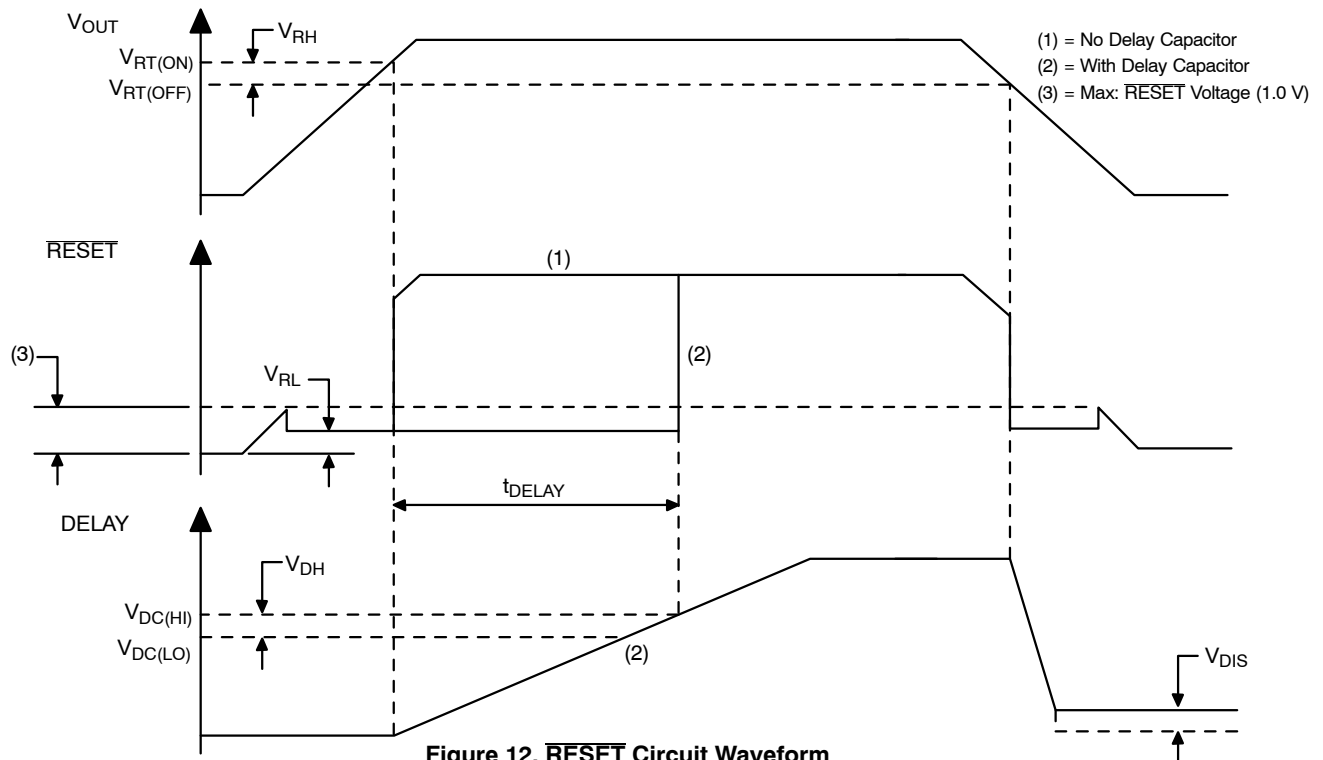 VOUT
VRH
VRT(ON)
VRT(OFF)
(1) = No Delay Capacitor
(2) = With Delay Capacitor
(3) = Max: RESET Voltage (1.0 V)
RESET
(1)
(2)
(3)
VRL
tDELAY
DELAY
VDH
VDC(HI)
VDC(LO)
(2)
VDIS
Figure 12. RESET Circuit Waveform